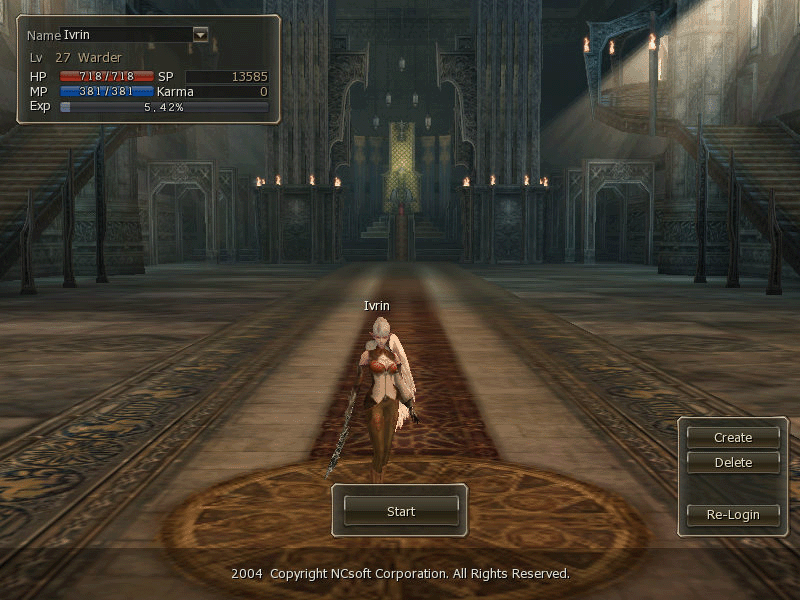 Name Ivrin
Lv 27 Warder
HP 718/718 SP 13585
MP 381/381 Karma 0
Exp 5.42%
Ivrin
Create
Delete
Start
Re-Login
2004 Copyright NCsoft Corporation. All Rights Reserved.